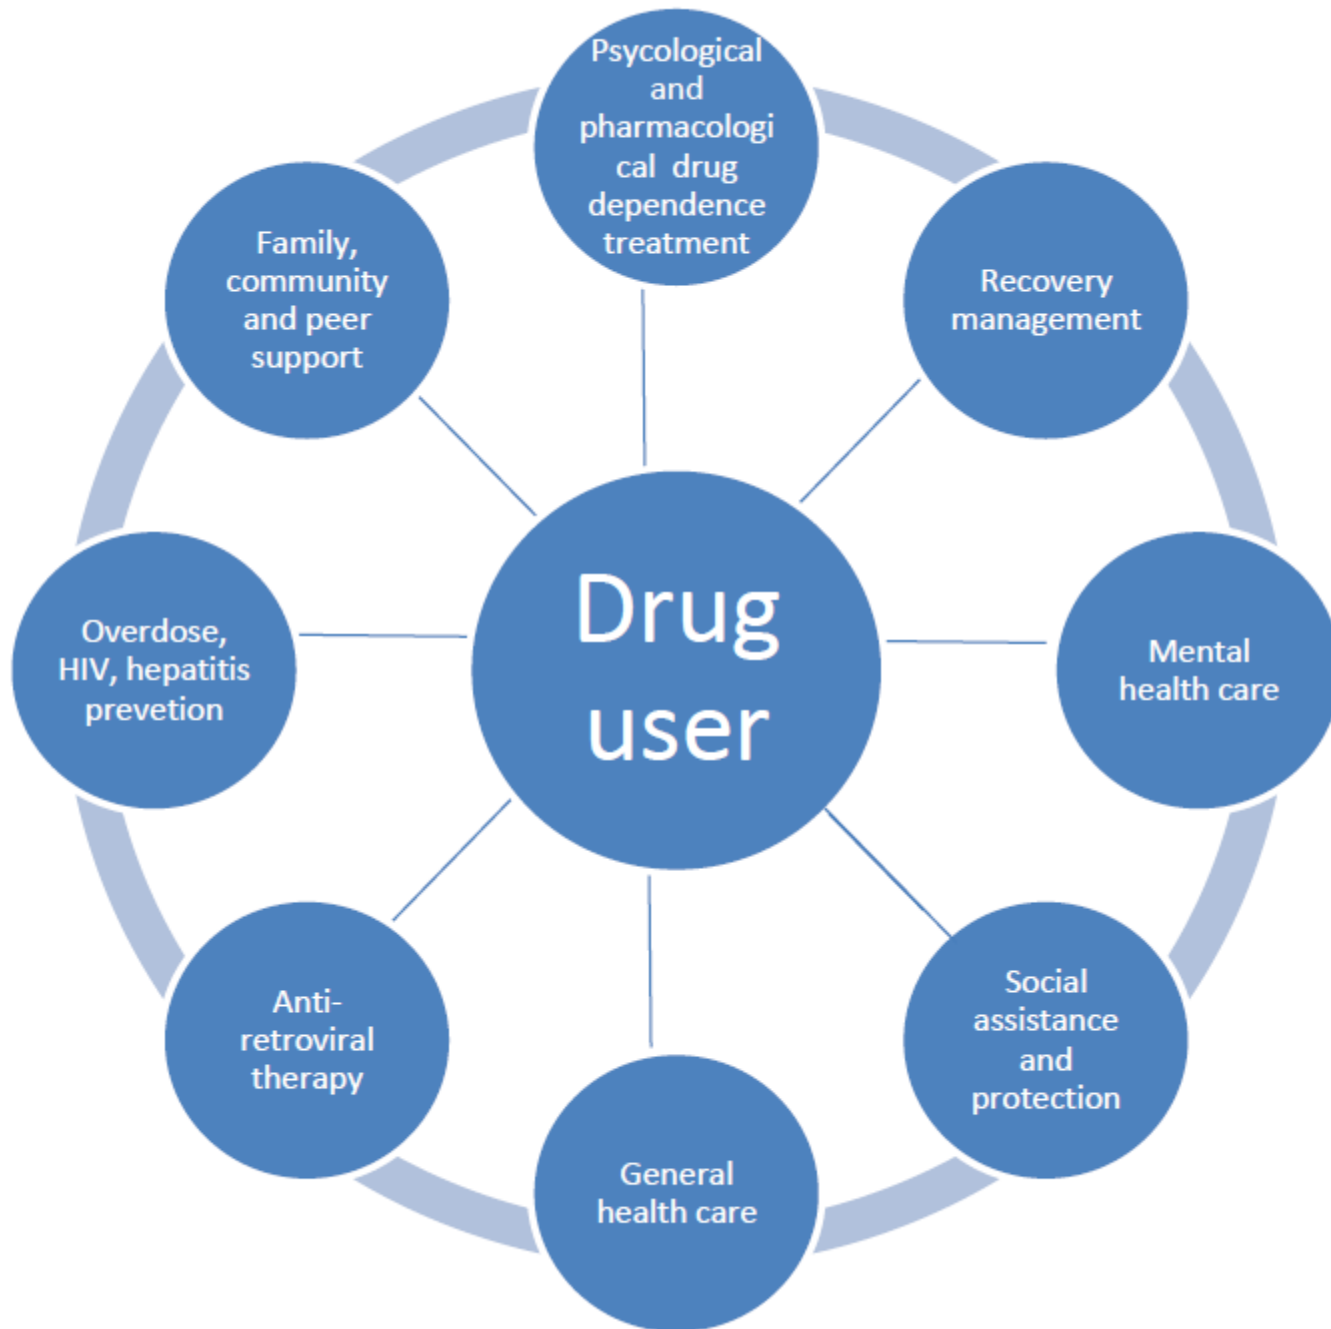 Psycological
and
pharmacologi
cal drug
dependence
treatment
Recovery
management
Mental
health care
Social
assistance
and
protection
General
health care
Anti-
retroviral
therapy
Overdose,
HIV, hepatitis
prevetion
Family,
community
and peer
support
Drug
user